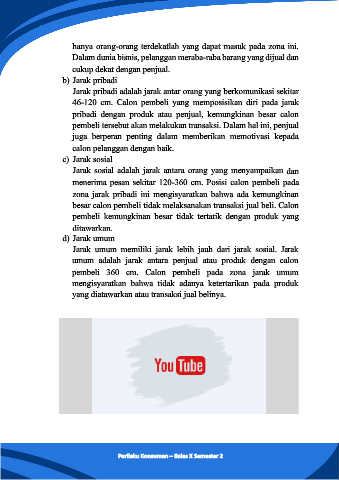 hanya orang-orang terdekatlah yang dapat masuk pada zona ini.
Dalam dunia bisnis, pelanggan meraba-raba barang yang dijual dan
cukup dekat dengan penjual.
b) Jarak pribadi
Jarak pribadi adalah jarak antar orang yang berkomunikasi sekitar
46-120 cm. Calon pembeli yang memposisikan diri pada jarak
pribadi dengan produk atau penjual, kemungkinan besar calon
pembeli tersebut akan melakukan transaksi. Dalam hal ini, penjual
juga berperan penting dalam memberikan memotivasi kepada
calon pelanggan dengan baik.
c) Jarak sosial
Jarak sosial adalah jarak antara orang yang menyampaikan dan
menerima pesan sekitar 120-360 cm. Posisi calon pembeli pada
zona jarak pribadi ini mengisyaratkan bahwa ada kemungkinan
besar calon pembeli tidak melaksanakan transaksi jual beli. Calon
pembeli kemungkinan besar tidak tertarik dengan produk yang
ditawarkan.
d) Jarak umum
Jarak umum memiliki jarak lebih jauh dari jarak sosial. Jarak
umum adalah jarak antara penjual atau produk dengan calon
pembeli 360 cm. Calon pembeli pada zona jarak umum
mengisyaratkan bahwa tidak adanya ketertarikan pada produk
yang diatawarkan atau transaksi jual belinya.
YouTube
Perilaku Konsumen – Kelas X Semester 2